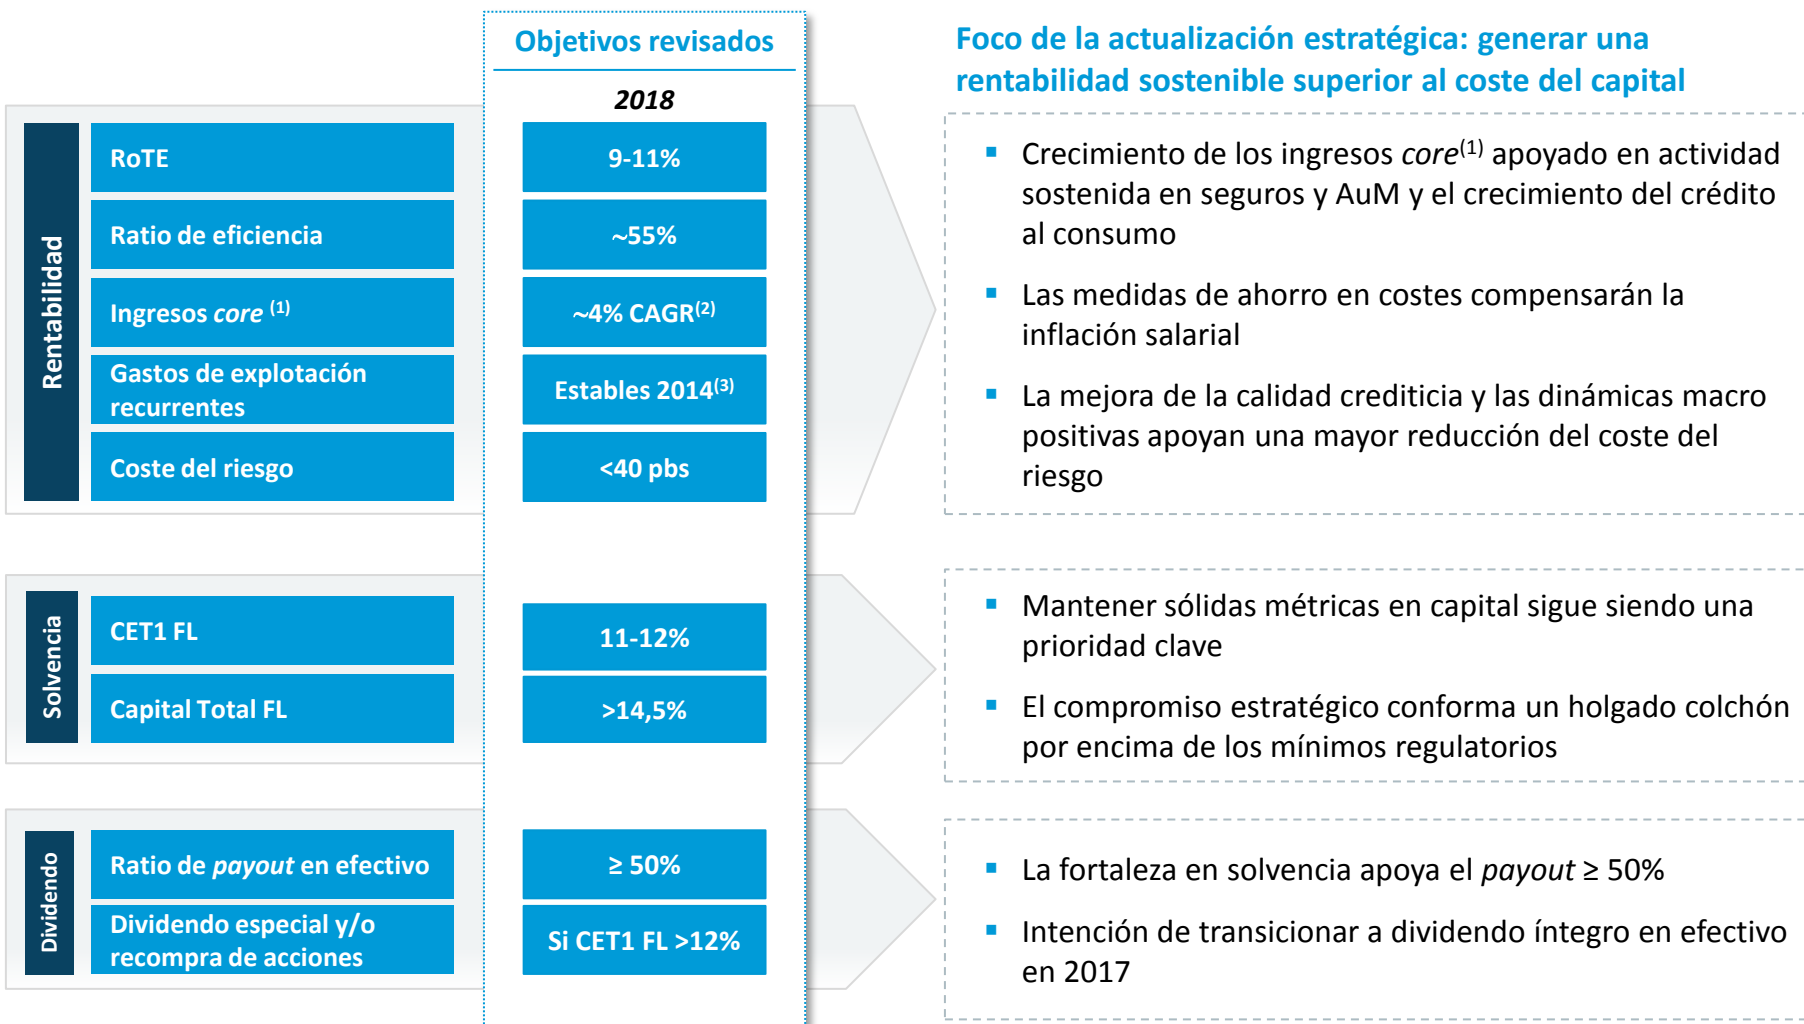 Objetivos revisados
2018
Foco de la actualización estratégica: generar una
rentabilidad sostenible superior al coste del capital
Rentabilidad
RoTE
9-11%
Ratio de eficiencia
~55%
Ingresos core (1)
~4% CAGR(2)
Gastos de explotación
recurrentes
Estables 2014(3)
Coste del riesgo
<40 pbs
▪ Crecimiento de los ingresos core(1) apoyado en actividad
sostenida en seguros y AuM y el crecimiento del crédito
al consumo
▪ Las medidas de ahorro en costes compensarán la
inflación salarial
▪ La mejora de la calidad crediticia y las dinámicas macro
positivas apoyan una mayor reducción del coste del
riesgo
Solvencia
CET1 FL
11-12%
Capital Total FL
>14,5%
▪ Mantener sólidas métricas en capital sigue siendo una
prioridad clave
▪ El compromiso estratégico conforma un holgado colchón
por encima de los mínimos regulatorios
Dividendo
Ratio de payout en efectivo
≥ 50%
Dividendo especial y/o
recompra de acciones
Si CET1 FL >12%
▪ La fortaleza en solvencia apoya el payout ≥ 50%
▪ Intención de transicionar a dividendo íntegro en efectivo
en 2017